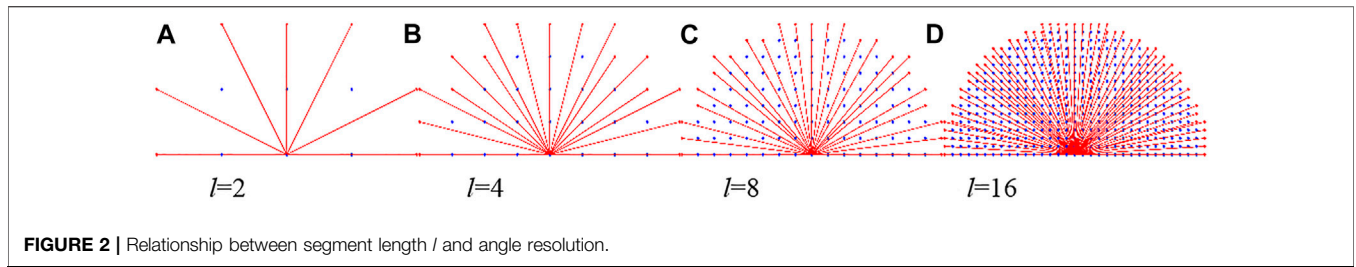 A B C D
l=2 l=4 l=8 l=16
FIGURE 2 | Relationship between segment length l and angle resolution.